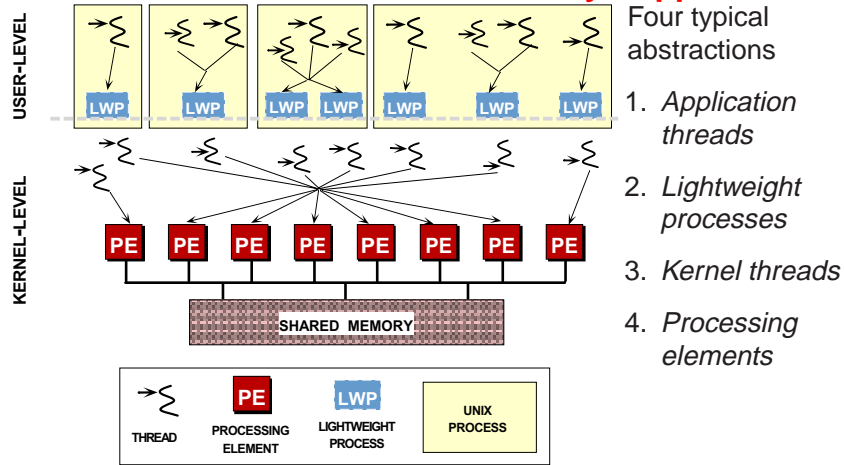 Four typical
abstractions
1. Application
threads
2. Lightweight
processes
3. Kernel threads
4. Processing
elements
USER-LEVEL
LWP LWP LWP LWP LWP LWP LWP
KERNEL-LEVEL
PE PE PE PE PE PE PE PE
SHARED MEMORY
THREAD
PE
PROCESSING
ELEMENT
LWP
LIGHTWEIGHT
PROCESS
UNIX
PROCESS